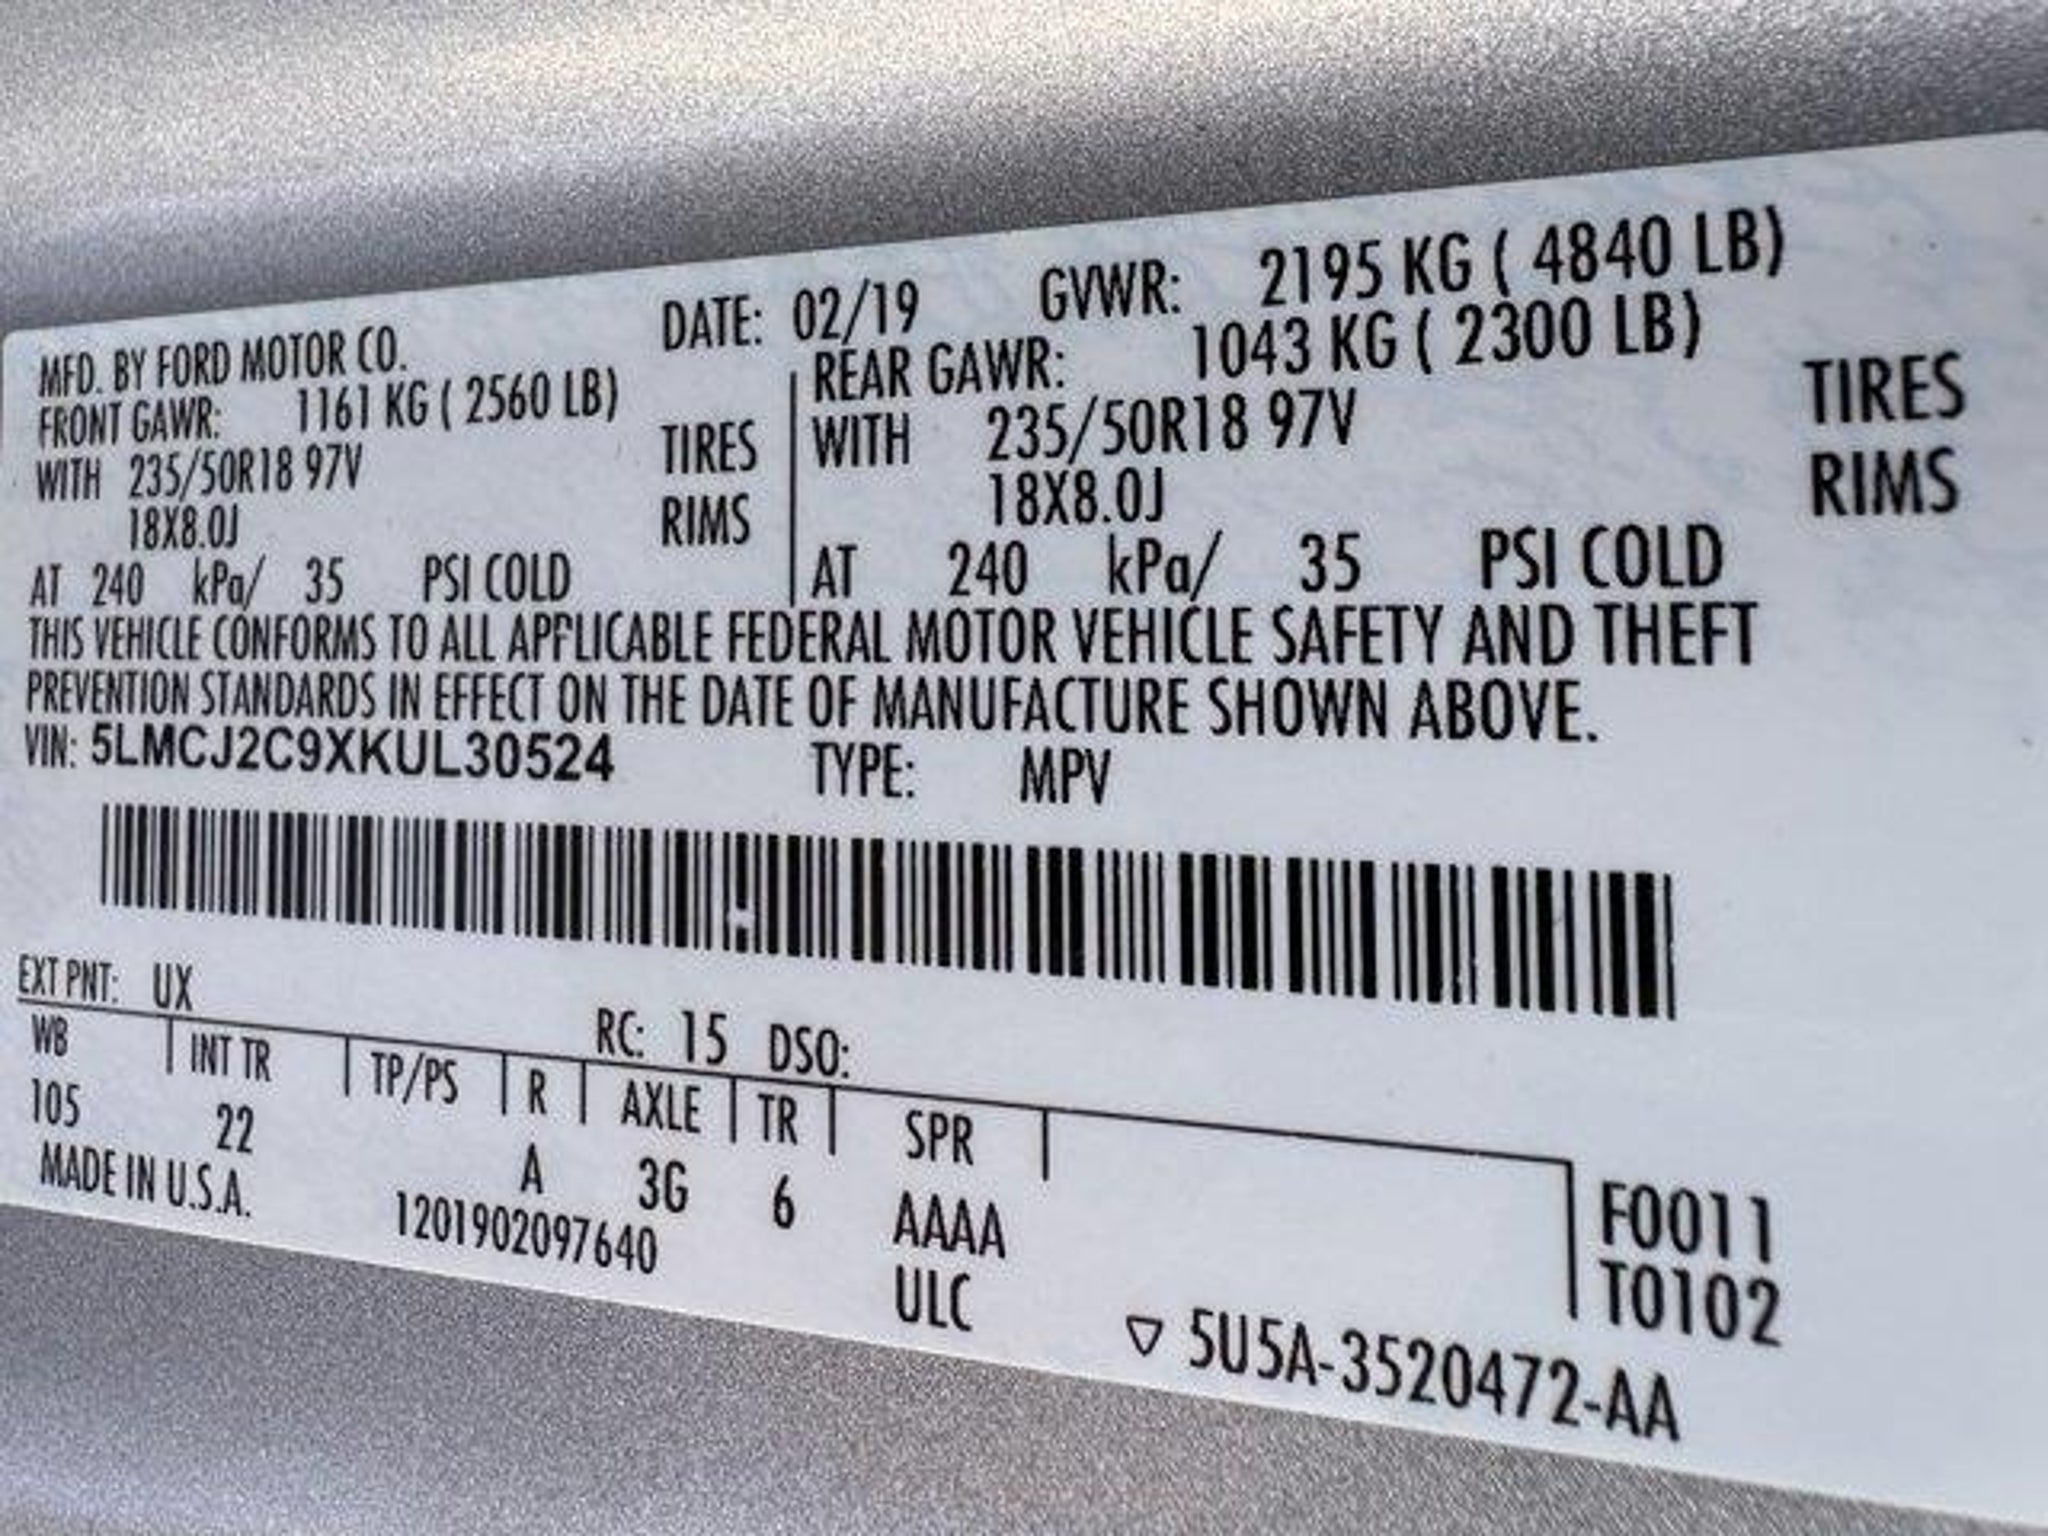 MFD. BY FORD MOTOR CO. DATE: 02/19 GVWR: 2195 KG ( 4840 LB)
FRONT GAWR: 1161 KG ( 2560 LB) REAR GAWR: 1043 KG ( 2300 LB)
WITH 235/50R18 97V TIRES WITH 235/50R18 97V TIRES
18X8.0J RIMS 18X8.0J RIMS
AT 240 kPa/ 35 PSI COLD AT 240 kPa/ 35 PSI COLD
THIS VEHICLE CONFORMS TO ALL APPLICABLE FEDERAL MOTOR VEHICLE SAFETY AND THEFT
PREVENTION STANDARDS IN EFFECT ON THE DATE OF MANUFACTURE SHOWN ABOVE.
VIN: 5LMCJ2C9XKUL30524 TYPE: MPV
EXT PNT: UX RC: 15 DSO:
WB INT TR TP/PS R AXLE TR SPR
105 22 A 3G 6 AAAA F0011
ULC T0102
MADE IN U.S.A. 1201902097640
▽ 5U5A-3520472-AA